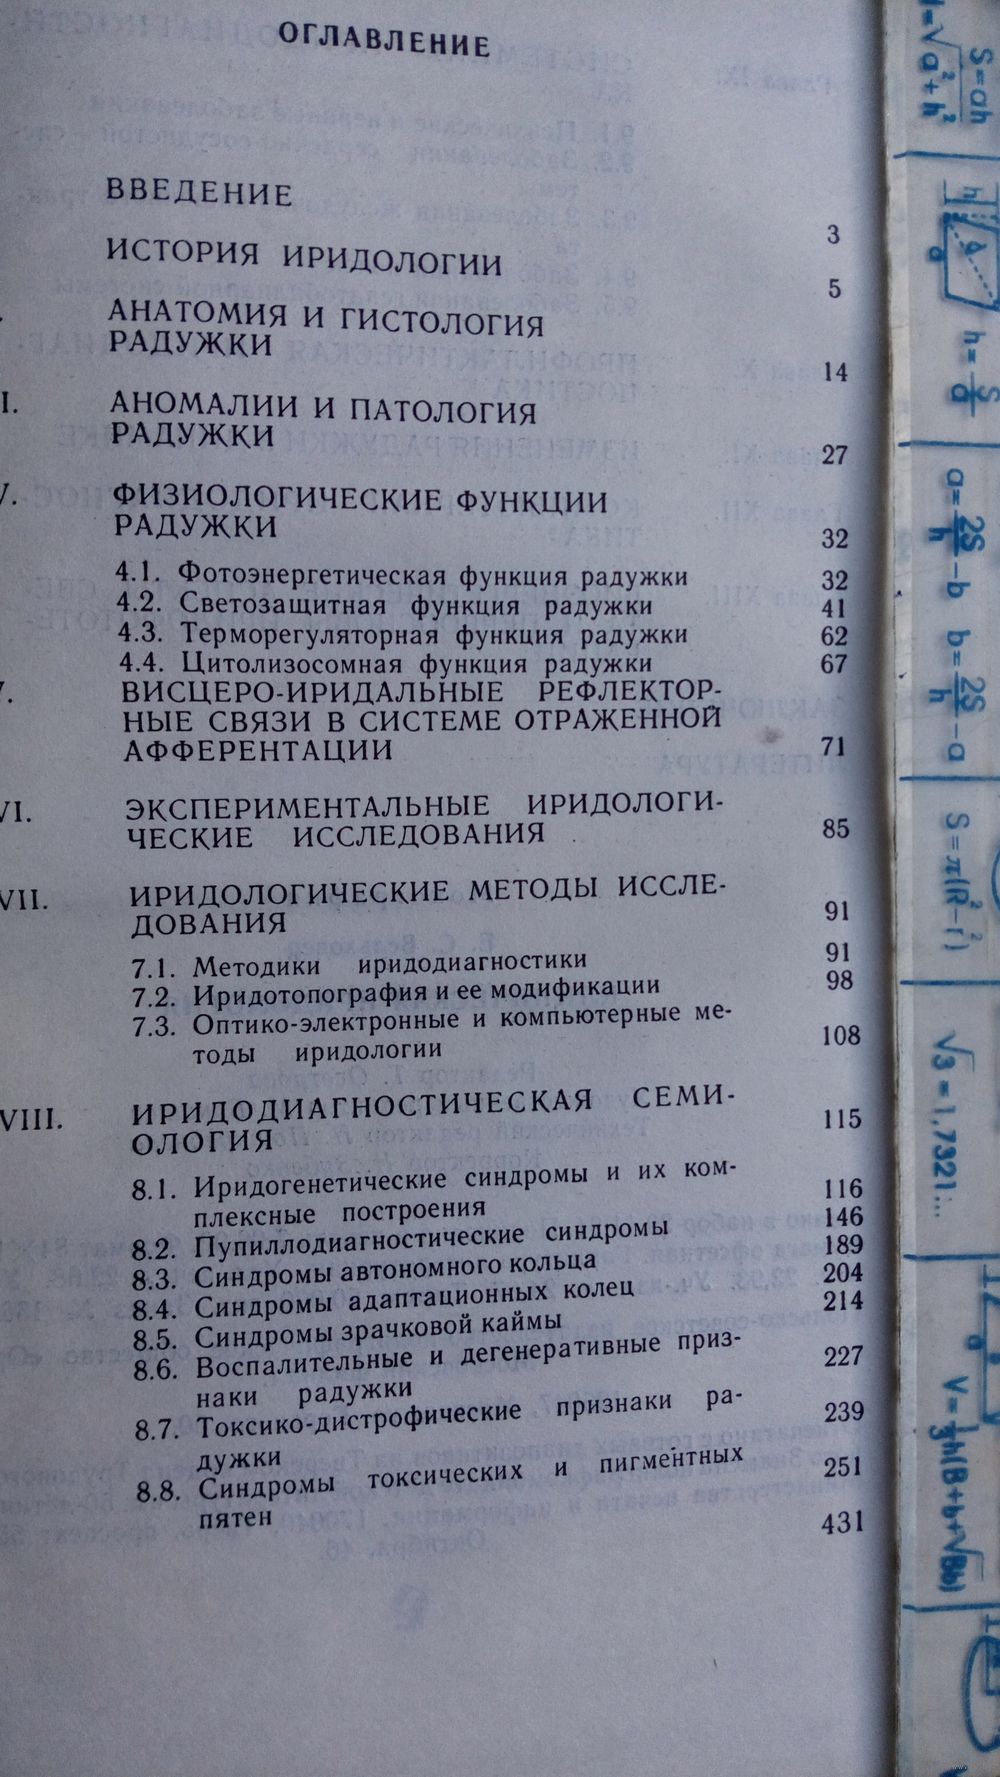 ОГЛАВЛЕНИЕ
ВВЕДЕНИЕ 3
ИСТОРИЯ ИРИДОЛОГИИ 5
АНАТОМИЯ И ГИСТОЛОГИЯ
РАДУЖКИ 14
I. АНОМАЛИИ И ПАТОЛОГИЯ
РАДУЖКИ 27
V. ФИЗИОЛОГИЧЕСКИЕ ФУНКЦИИ
РАДУЖКИ 32
4.1. Фотоэнергетическая функция радужки 32
4.2. Светозащитная функция радужки 41
4.3. Терморегуляторная функция радужки 62
4.4. Цитолизосомная функция радужки 67
ВИСЦЕРО-ИРИДАЛЬНЫЕ РЕФЛЕКТОР-
НЫЕ СВЯЗИ В СИСТЕМЕ ОТРАЖЕННОЙ
АФФЕРЕНТАЦИИ 71
VI. ЭКСПЕРИМЕНТАЛЬНЫЕ ИРИДОЛОГИ-
ЧЕСКИЕ ИССЛЕДОВАНИЯ 85
VII. ИРИДОЛОГИЧЕСКИЕ МЕТОДЫ ИССЛЕ-
ДОВАНИЯ 91
7.1. Методики иридодиагностики 91
7.2. Иридотопография и ее модификации 98
7.3. Оптико-электронные и компьютерные ме-
тоды иридологии 108
VIII. ИРИДОДИАГНОСТИЧЕСКАЯ СЕМИ-
ОЛОГИЯ 115
8.1. Иридогенетические синдромы и их ком-
плексные построения 116
8.2. Пупиллодиагностические синдромы 146
8.3. Синдромы автономного кольца 189
8.4. Синдромы адаптационных колец 204
8.5. Синдромы зрачковой каймы 214
8.6. Воспалительные и дегенеративные приз-
наки радужки 227
8.7. Токсико-дистрофические признаки ра-
дужки 239
8.8. Синдромы токсических и пигментных 251
пятен 431
S=ah
h=S/a
a=2S/h-b b=2S/h-a
S=π(R²-r²)
√3=1,7321...
V=1/3h(B+b+√Bb)